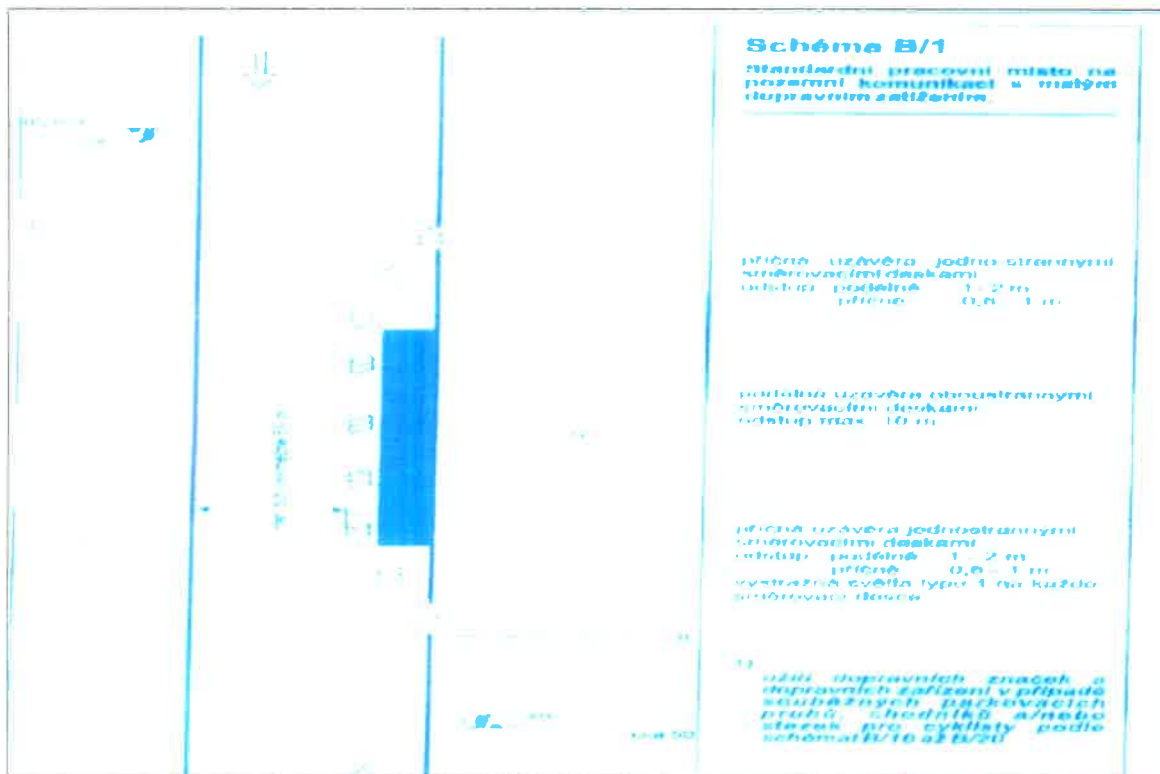 Schéma B/1
Standardní pracovní místo na
pozemní komunikaci s malým
dopravním zatížením.
příčná uzávěra jedno-strannými
směrovacími deskami
odstup podélně 1 - 2 m
příčně 0,6 - 1 m
podélná uzávěra oboustrannými
směrovacími deskami
odstup max. 10 m
příčná uzávěra jednostrannými
směrovacími deskami
odstup podélně 1 - 2 m
příčně 0,6 - 1 m
výstražná světla typu 1 na každé
směrovací desce
1)
užití dopravních značek a
dopravních zařízení v případě
souběžných parkovacích
pruhů, chodníků a/nebo
stezek pro cyklisty podle
schémat B/16 až B/20